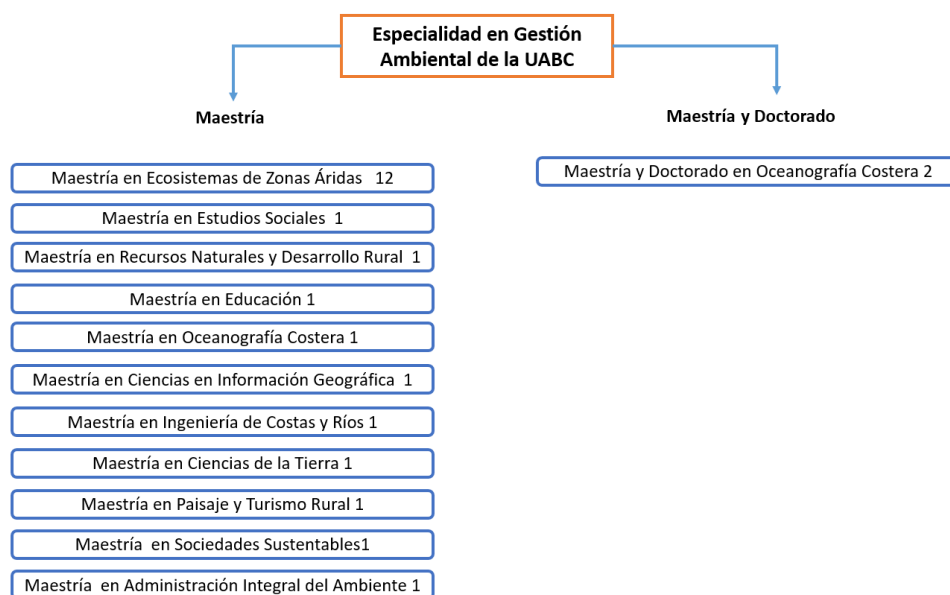 Especialidad en Gestión
Ambiental de la UABC
Maestría
Maestría y Doctorado
Maestría en Ecosistemas de Zonas Áridas 12
Maestría en Estudios Sociales 1
Maestría en Recursos Naturales y Desarrollo Rural 1
Maestría en Educación 1
Maestría en Oceanografía Costera 1
Maestría en Ciencias en Información Geográfica 1
Maestría en Ingeniería de Costas y Ríos 1
Maestría en Ciencias de la Tierra 1
Maestría en Paisaje y Turismo Rural 1
Maestría en Sociedades Sustentables1
Maestría en Administración Integral del Ambiente 1
Maestría y Doctorado en Oceanografía Costera 2